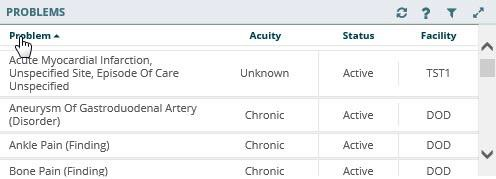 PROBLEMS
Problem Acuity Status Facility
Acute Myocardial Infarction,
Unspecified Site, Episode Of Care Unknown Active TST1
Unspecified
Aneurysm Of Gastroduodenal Artery Chronic Active DOD
(Disorder)
Ankle Pain (Finding) Chronic Active DOD
Bone Pain (Finding) Chronic Active DOD